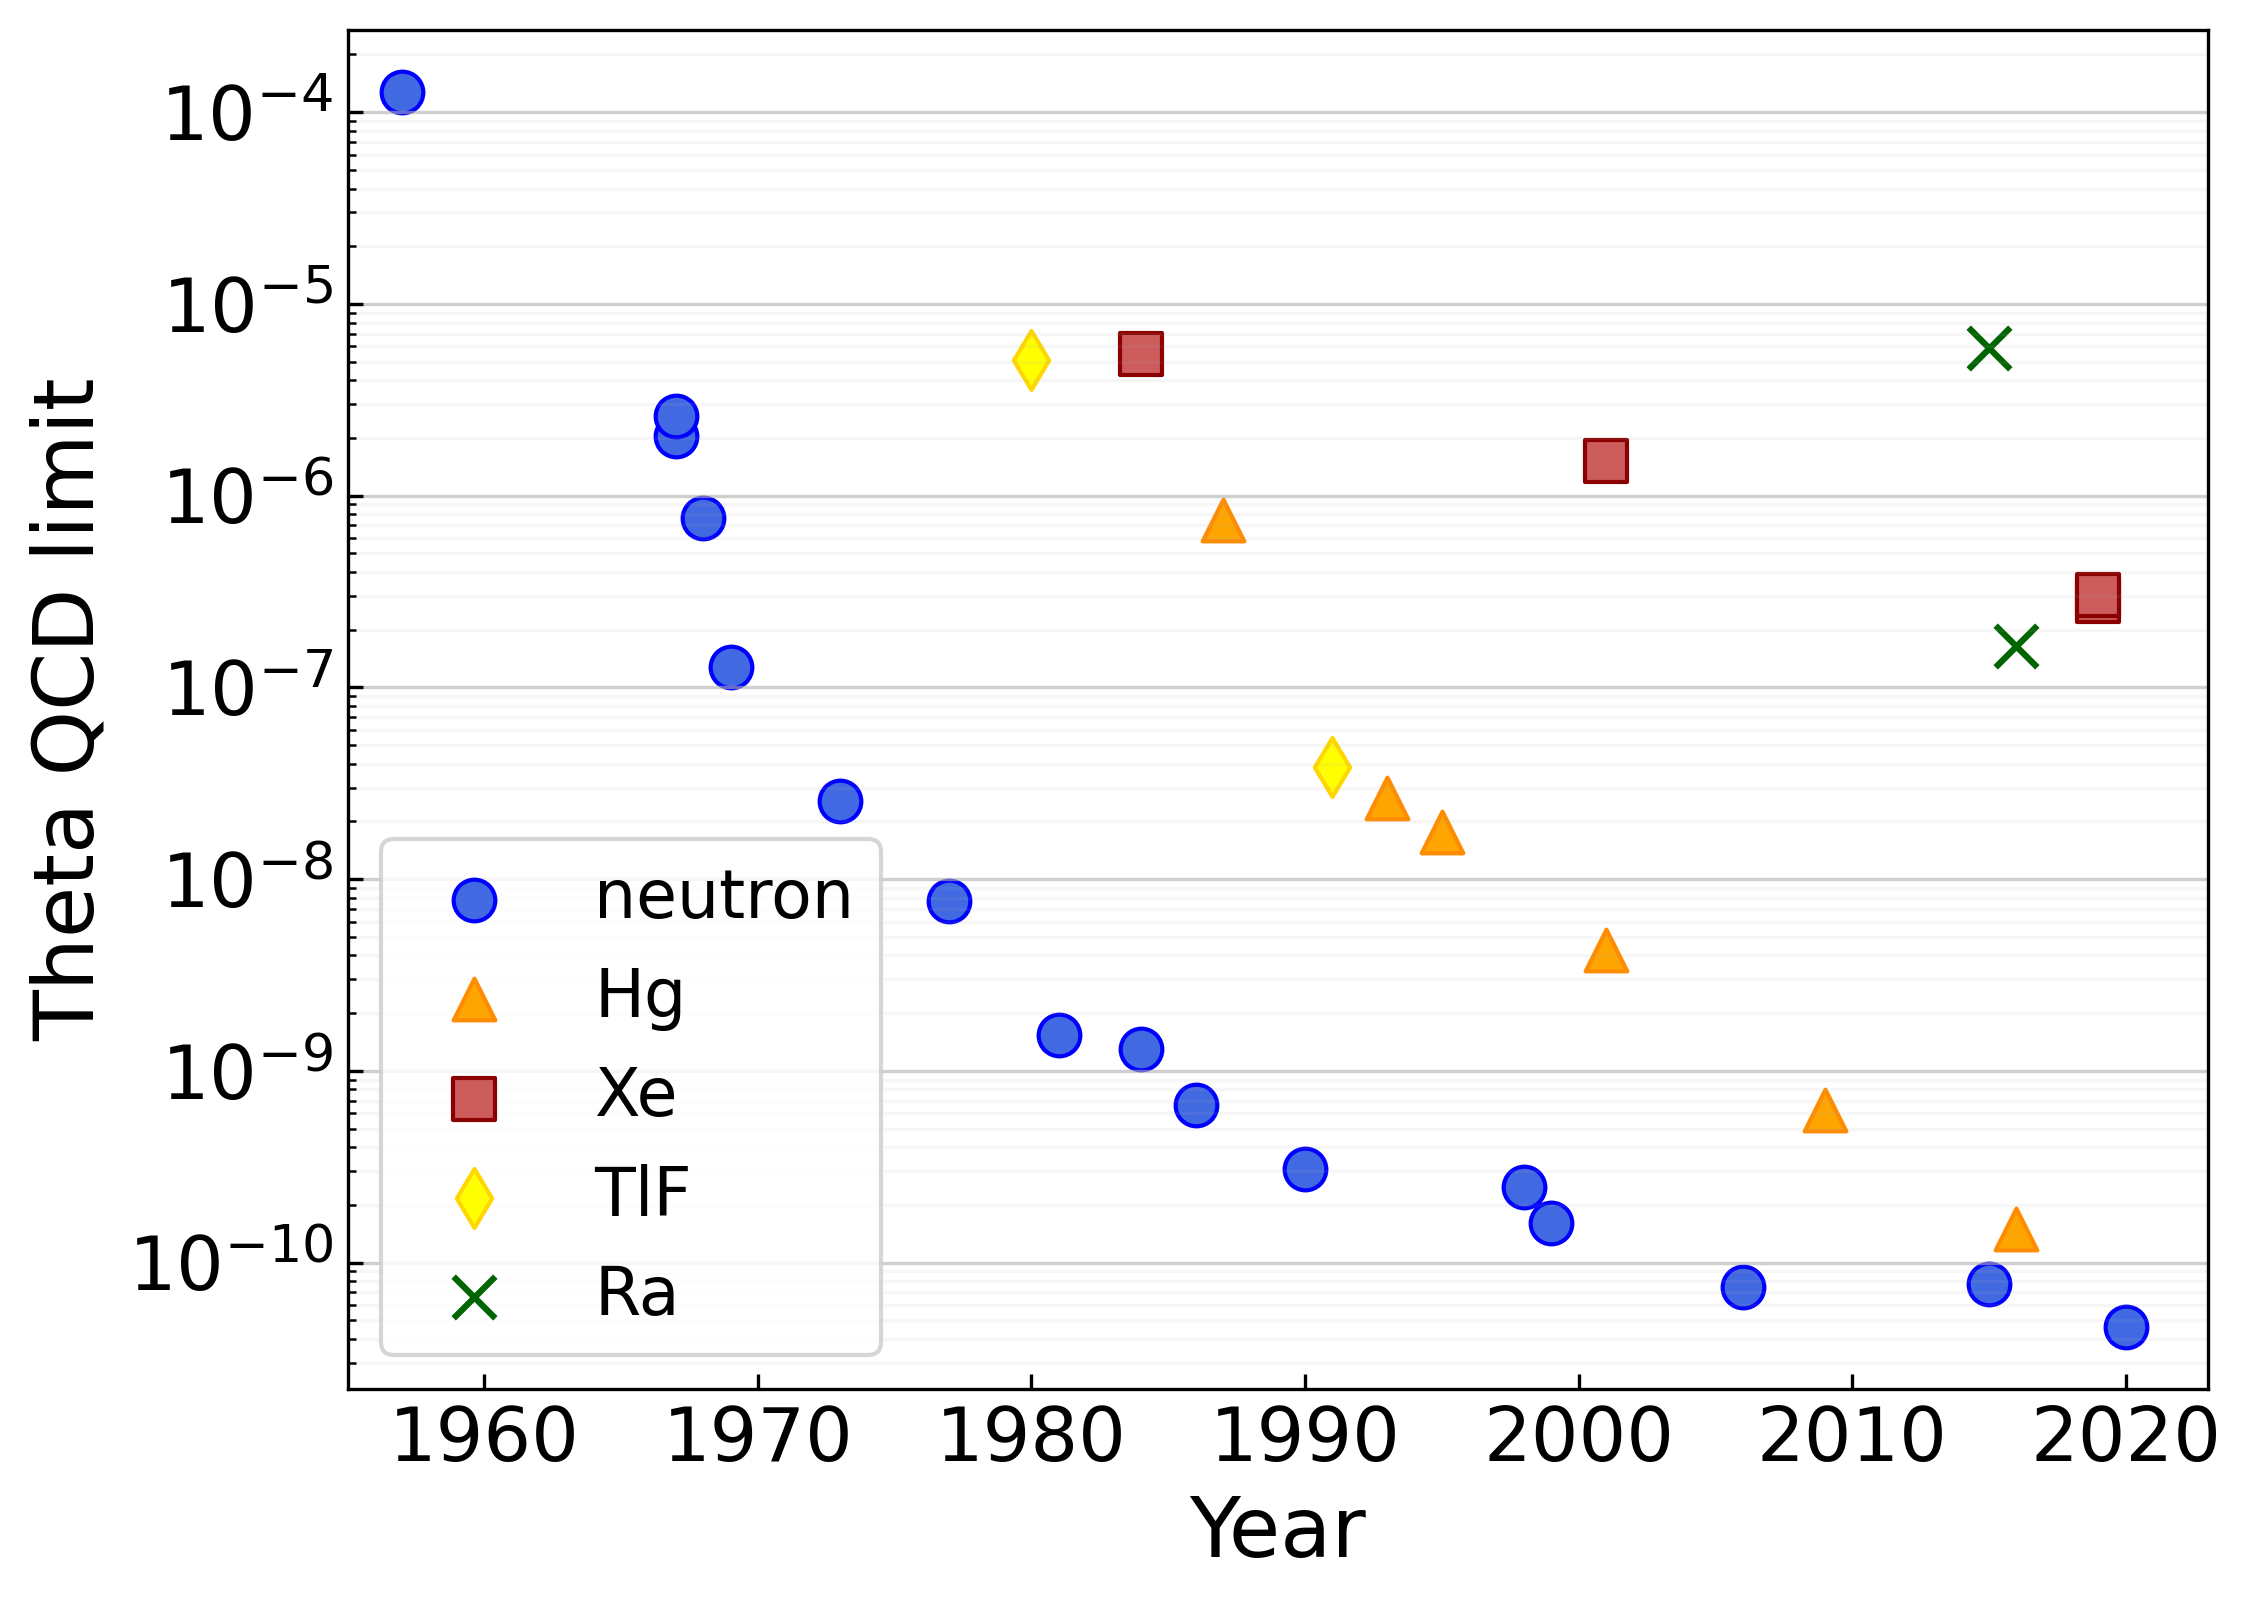 Theta QCD limit
10⁻⁴
10⁻⁵
10⁻⁶
10⁻⁷
10⁻⁸
10⁻⁹
10⁻¹⁰
neutron
Hg
Xe
TlF
Ra
1960 1970 1980 1990 2000 2010 2020
Year